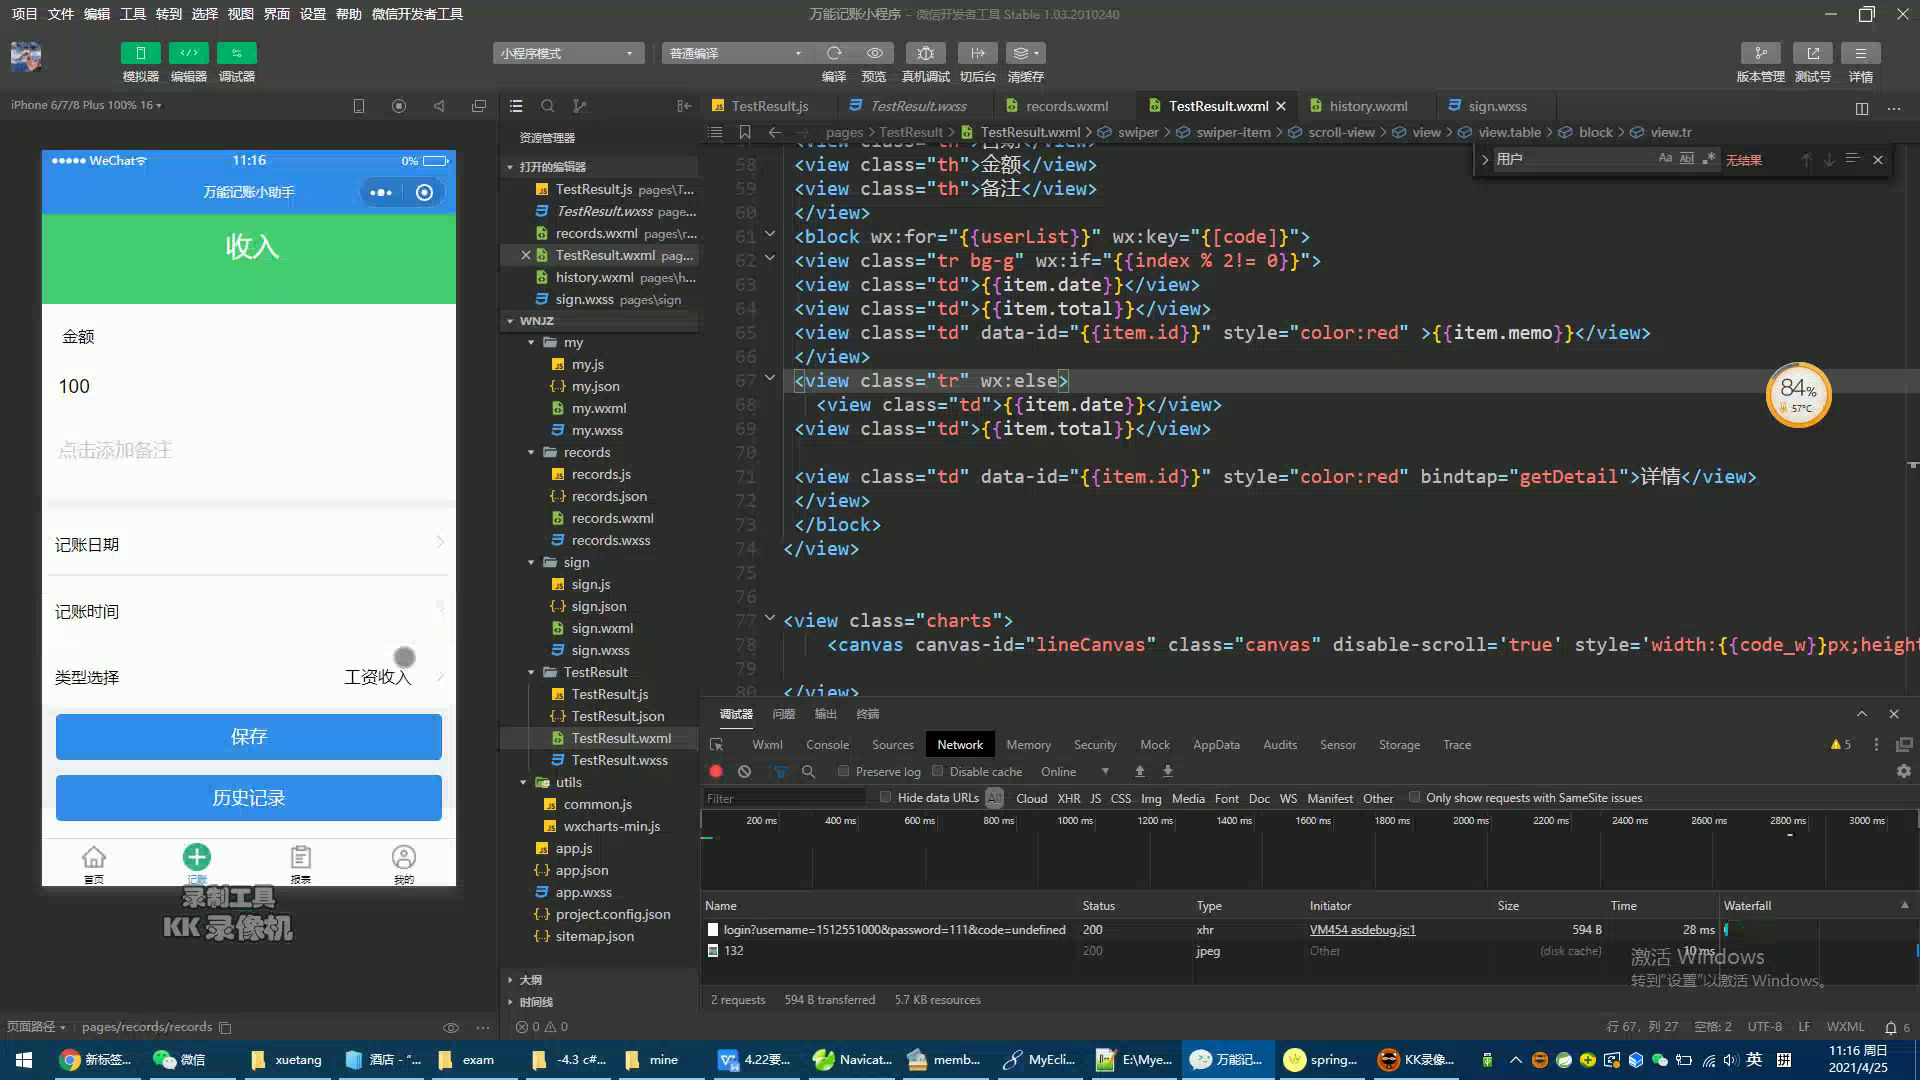 项目 文件 编辑 工具 转到 选择 视图 界面 设置 帮助 微信开发者工具
万能记账小程序 - 微信开发者工具 Stable 1.03.2010240
模拟器 编辑器 调试器
小程序模式
普通编译
编译 预览 真机调试 切后台 清缓存
版本管理 测试号 详情
iPhone 6/7/8 Plus 100% 16
WeChat
11:16
0%
万能记账小助手
收入
金额
100
点击添加备注
记账日期
记账时间
类型选择
工资收入
保存
历史记录
首页
记账
报表
我的
录制工具
KK 录像机
页面路径
pages/records/records
资源管理器
打开的编辑器
TestResult.js pages\T...
TestResult.wxss page...
records.wxml pages\r...
TestResult.wxml pag...
history.wxml pages\h...
sign.wxss pages\sign
WNJZ
my
my.js
my.json
my.wxml
my.wxss
records
records.js
records.json
records.wxml
records.wxss
sign
sign.js
sign.json
sign.wxml
sign.wxss
TestResult
TestResult.js
TestResult.json
TestResult.wxml
TestResult.wxss
utils
common.js
wxcharts-min.js
app.js
app.json
app.wxss
project.config.json
sitemap.json
大纲
时间线
0 0
TestResult.js TestResult.wxss records.wxml TestResult.wxml history.wxml sign.wxss
pages > TestResult > TestResult.wxml > swiper > swiper-item > scroll-view > view > view.table > block > view.tr
用户
Aa Abl .*
无结果
58 <view class="th">金额</view>
59 <view class="th">备注</view>
60 </view>
61 <block wx:for="{{userList}}" wx:key="{[code]}">
62 <view class="tr bg-g" wx:if="{{index % 2!= 0}}">
63 <view class="td">{{item.date}}</view>
64 <view class="td">{{item.total}}</view>
65 <view class="td" data-id="{{item.id}}" style="color:red" >{{item.memo}}</view>
66 </view>
67 <view class="tr" wx:else>
68 <view class="td">{{item.date}}</view>
69 <view class="td">{{item.total}}</view>
70
71 <view class="td" data-id="{{item.id}}" style="color:red" bindtap="getDetail">详情</view>
72 </view>
73 </block>
74 </view>
75
76
77 <view class="charts">
78 <canvas canvas-id="lineCanvas" class="canvas" disable-scroll='true' style='width:{{code_w}}px;height
79
80 </view>
84%
57℃
调试器 问题 输出 终端
Wxml Console Sources Network Memory Security Mock AppData Audits Sensor Storage Trace
5
Preserve log Disable cache Online
Filter
Hide data URLs All Cloud XHR JS CSS Img Media Font Doc WS Manifest Other Only show requests with SameSite issues
200 ms 400 ms 600 ms 800 ms 1000 ms 1200 ms 1400 ms 1600 ms 1800 ms 2000 ms 2200 ms 2400 ms 2600 ms 2800 ms 3000 ms
Name Status Type Initiator Size Time Waterfall
login?username=1512551000&password=111&code=undefined 200 xhr VM454 asdebug.js:1 594 B 28 ms
132 200 jpeg Other (disk cache) 10 ms
激活 Windows
转到"设置"以激活 Windows。
2 requests 594 B transferred 5.7 KB resources
行 67，列 27 空格: 2 UTF-8 LF WXML 6
新标签... 微信 xuetang 酒店 - "... exam -4.3 c#... mine 4.22要... Navicat... memb... MyEcli... E:\Mye... 万能记... spring... KK录像...
英 拼
11:16 周日
2021/4/25